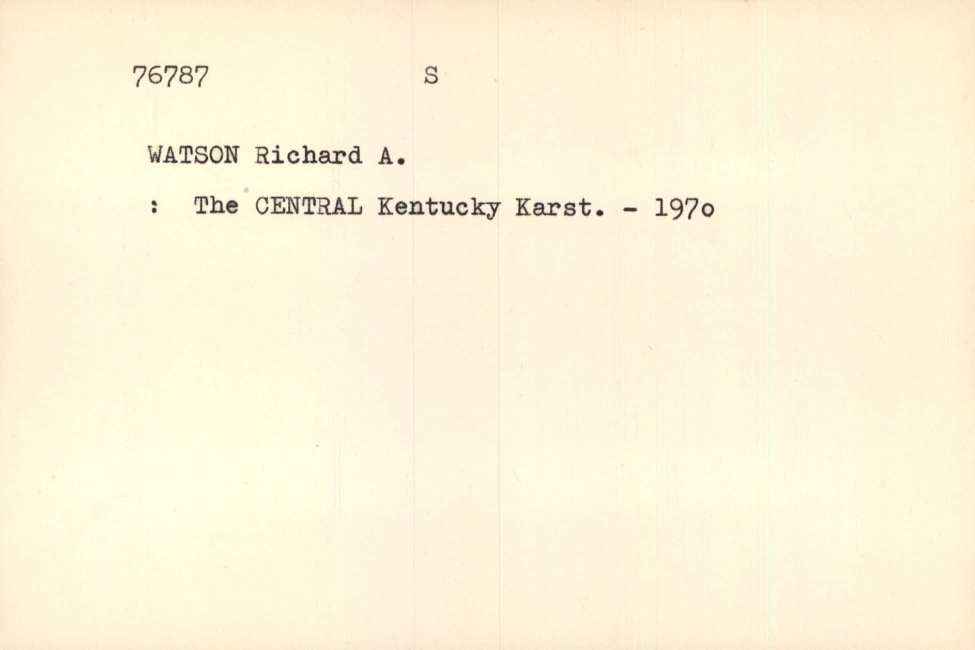 76787 S
WATSON Richard A.
: The CENTRAL Kentucky Karst. - 197o